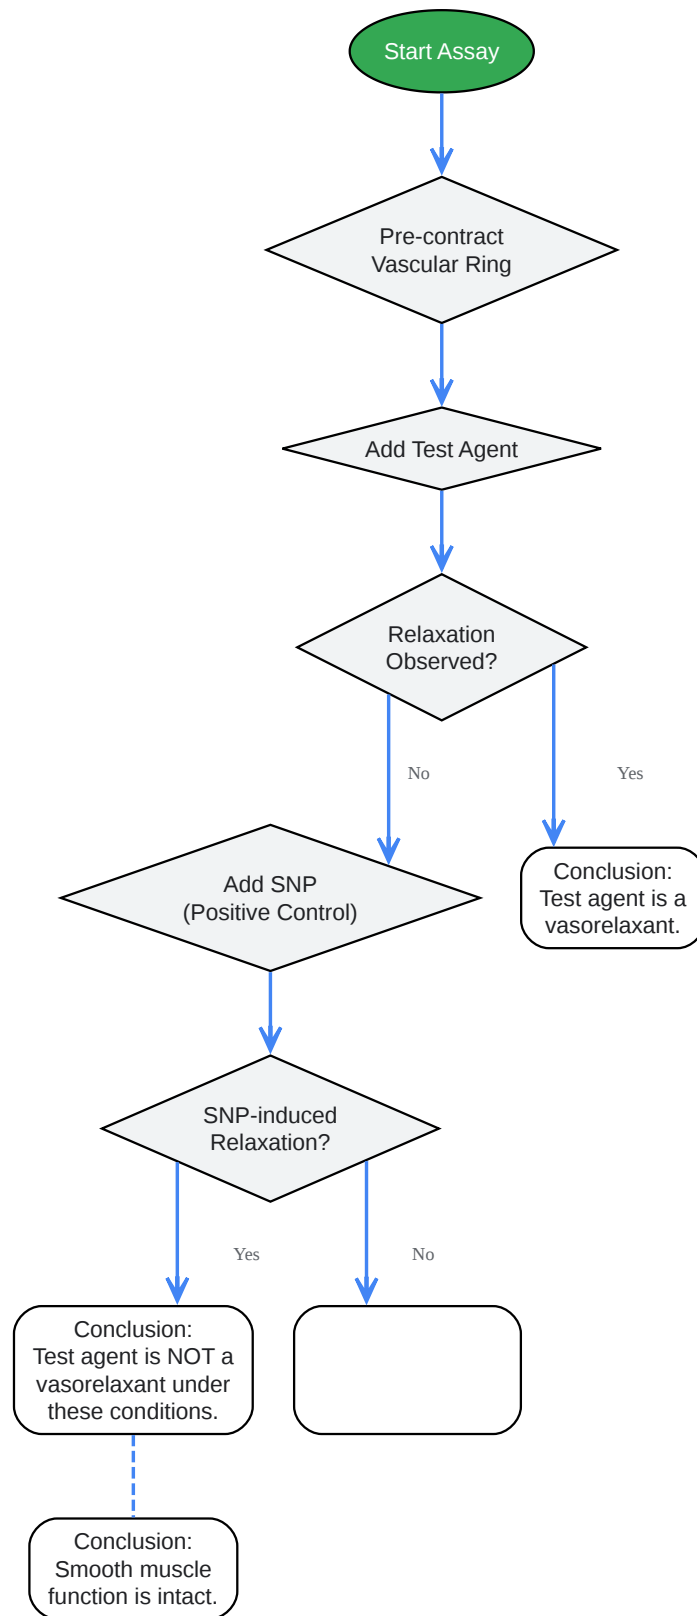 Start Assay
Pre-contract
Vascular Ring
Add Test Agent
Relaxation
Observed?
No
Yes
Add SNP
(Positive Control)
Conclusion:
Test agent is a
vasorelaxant.
SNP-induced
Relaxation?
Yes
No
Conclusion:
Test agent is NOT a
vasorelaxant under
these conditions.
Conclusion:
Smooth muscle
function is intact.